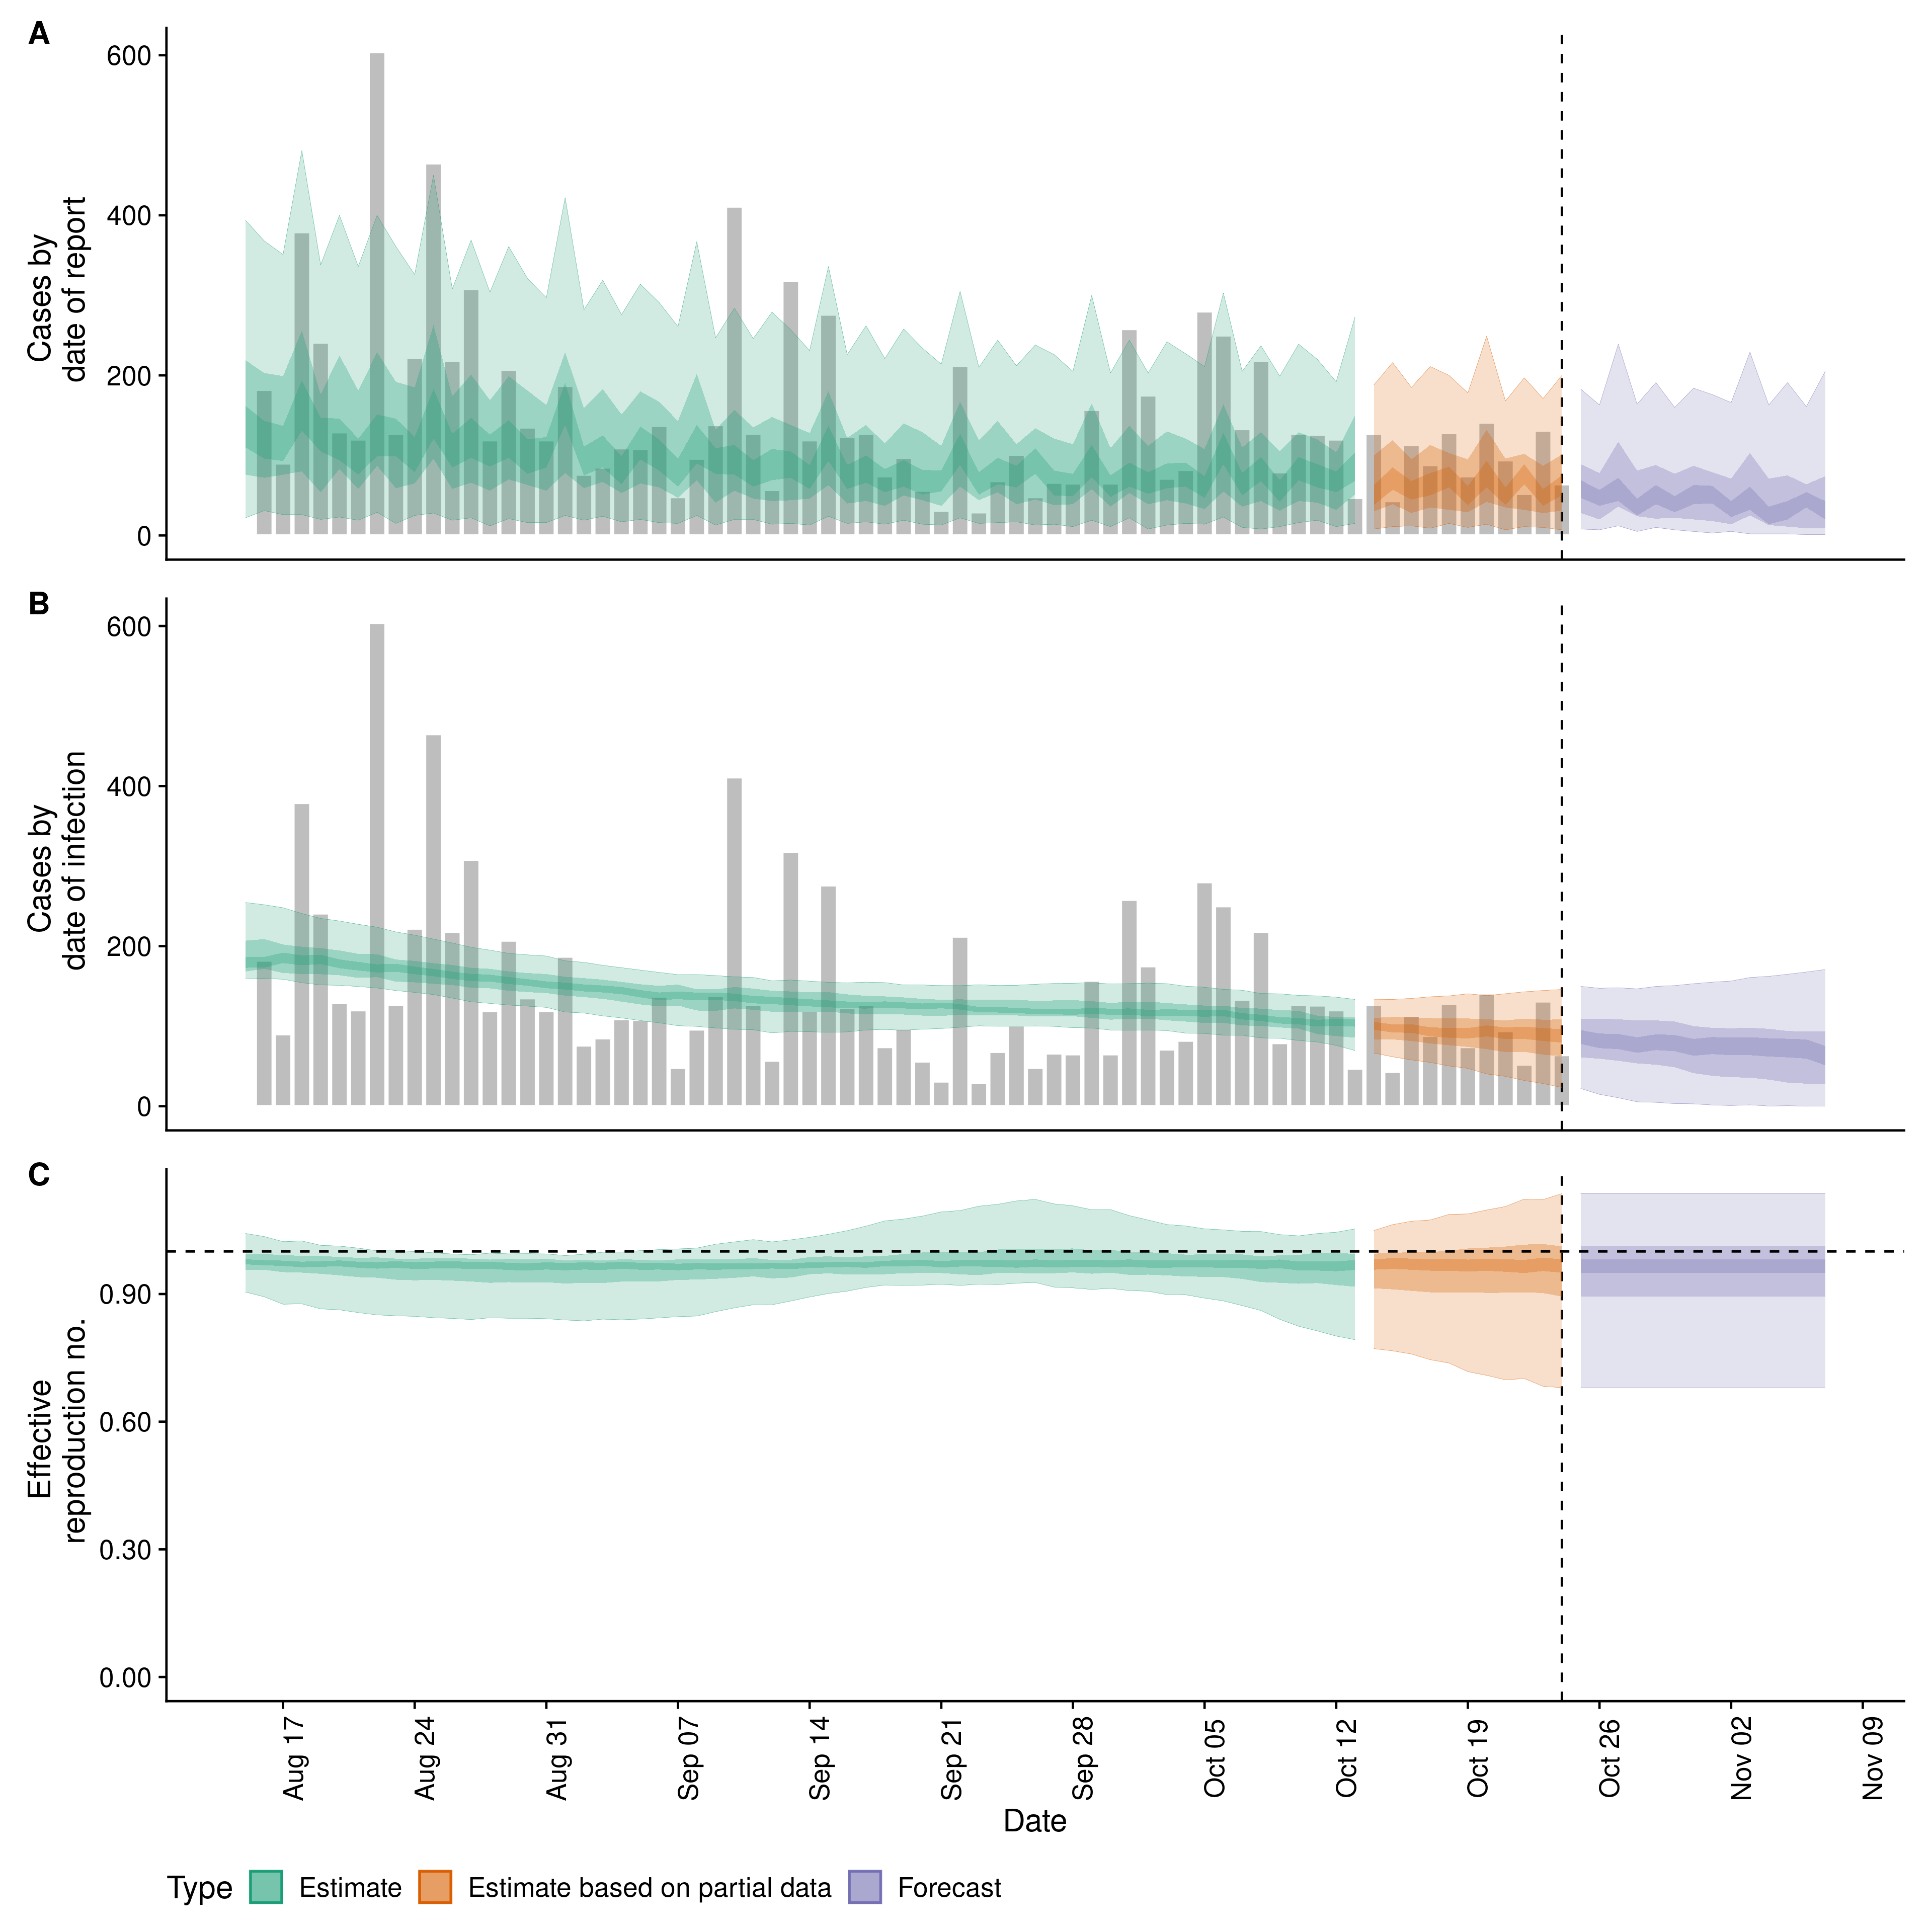 A
600
400
200
0
Cases by
date of report
B
600
400
200
0
Cases by
date of infection
C
0.90
0.60
0.30
0.00
Effective
reproduction no.
Aug 17
Aug 24
Aug 31
Sep 07
Sep 14
Sep 21
Sep 28
Oct 05
Oct 12
Oct 19
Oct 26
Nov 02
Nov 09
Date
Type Estimate Estimate based on partial data Forecast